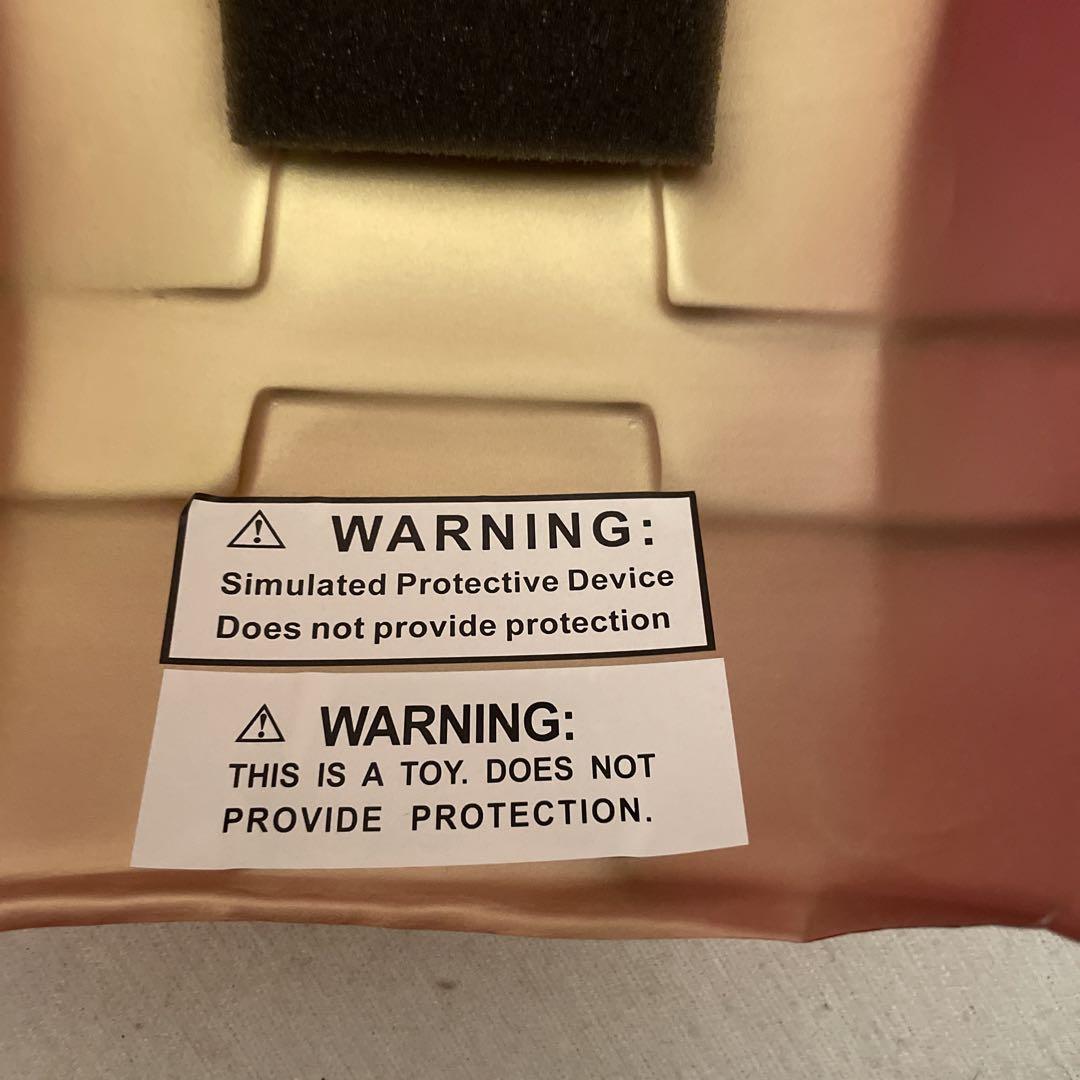 ⚠ WARNING:
Simulated Protective Device
Does not provide protection
⚠ WARNING:
THIS IS A TOY. DOES NOT
PROVIDE PROTECTION.